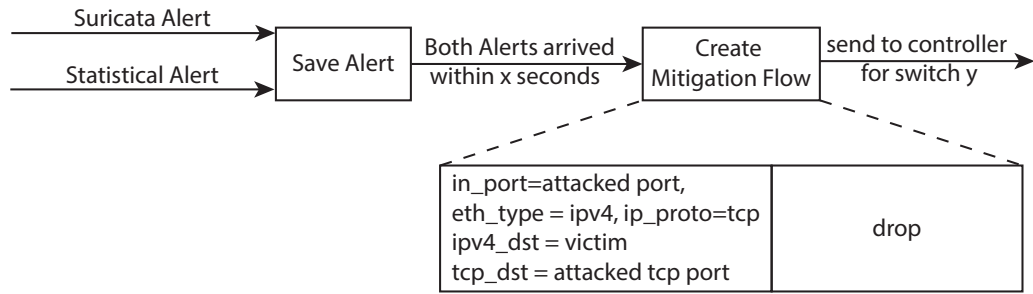 Suricata Alert
Statistical Alert
Save Alert
Both Alerts arrived
within x seconds
Create
Mitigation Flow
send to controller
for switch y
in_port=attacked port,
eth_type = ipv4, ip_proto=tcp
ipv4_dst = victim
tcp_dst = attacked tcp port
drop